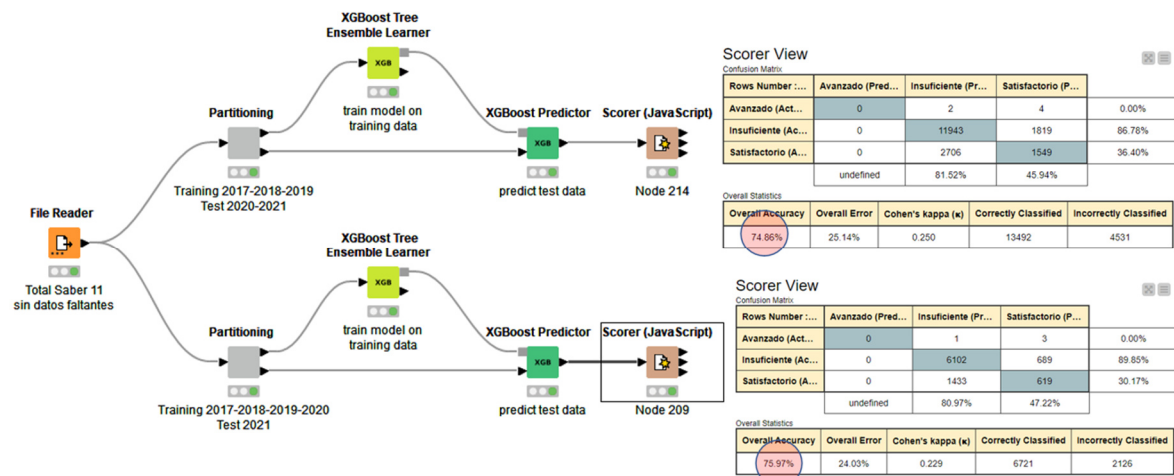 XGBoost Tree
Ensemble Learner
XGB
train model on
training data
Partitioning
Training 2017-2018-2019
Test 2020-2021
XGBoost Predictor
XGB
predict test data
Scorer (JavaScript)
Node 214
File Reader
Total Saber 11
sin datos faltantes
XGBoost Tree
Ensemble Learner
XGB
train model on
training data
Partitioning
Training 2017-2018-2019-2020
Test 2021
XGBoost Predictor
XGB
predict test data
Scorer (JavaScript)
Node 209
Scorer View
Confusion Matrix
Rows Number :... Avanzado (Pred... Insuficiente (Pr... Satisfactorio (P...
Avanzado (Act... 0 2 4 0.00%
Insuficiente (Ac... 0 11943 1819 86.78%
Satisfactorio (A... 0 2706 1549 36.40%
undefined 81.52% 45.94%
Overall Statistics
Overall Accuracy Overall Error Cohen's kappa (κ) Correctly Classified Incorrectly Classified
74.86% 25.14% 0.250 13492 4531
Scorer View
Confusion Matrix
Rows Number :... Avanzado (Pred... Insuficiente (Pr... Satisfactorio (P...
Avanzado (Act... 0 1 3 0.00%
Insuficiente (Ac... 0 6102 689 89.85%
Satisfactorio (A... 0 1433 619 30.17%
undefined 80.97% 47.22%
Overall Statistics
Overall Accuracy Overall Error Cohen's kappa (κ) Correctly Classified Incorrectly Classified
75.97% 24.03% 0.229 6721 2126